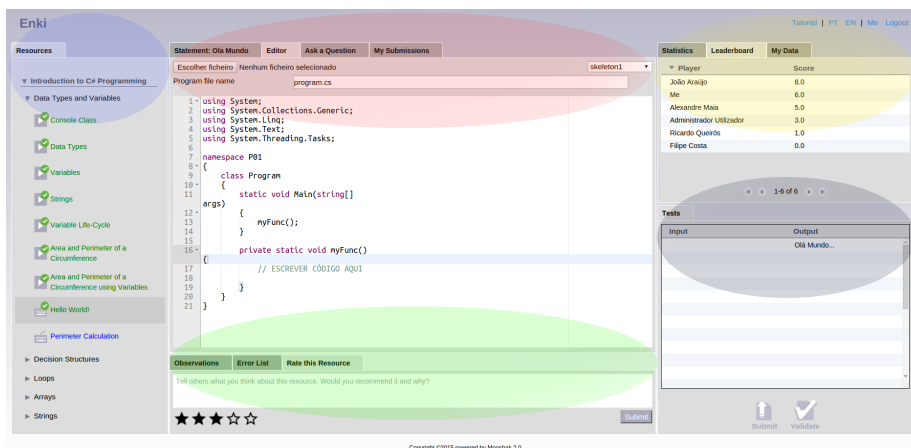 Enki
Tutorial | PT EN | Me Logout
Resources
▼ Introduction to C# Programming
▼ Data Types and Variables
Console Class
Data Types
Variables
Strings
Variable Life-Cycle
Area and Perimeter of a
Circumference
Area and Perimeter of a
Circumference using Variables
Hello World!
Perimeter Calculation
▶ Decision Structures
▶ Loops
▶ Arrays
▶ Strings
Statement: Ola Mundo Editor Ask a Question My Submissions
Escolher ficheiro Nenhum ficheiro selecionado skeleton1
Program file name program.cs
1 using System;
2 using System.Collections.Generic;
3 using System.Linq;
4 using System.Text;
5 using System.Threading.Tasks;
6
7 namespace P01
8 {
9 class Program
10 {
11 static void Main(string[]
args)
12 {
13 myFunc();
14 }
15
16 private static void myFunc()
{
17 // ESCREVER CÓDIGO AQUI
18
19 }
20 }
21 }
Observations Error List Rate this Resource
Tell others what you think about this resource. Would you recommend it and why?
Submit
Statistics Leaderboard My Data
▼ Player Score
João Araújo 8.0
Me 6.0
Alexandre Maia 5.0
Administrador Utilizador 3.0
Ricardo Queirós 1.0
Filipe Costa 0.0
1-6 of 6
Tests
Input Output
Olá Mundo...
Submit Validate
Copyright ©2015 powered by Mooshak 2.0